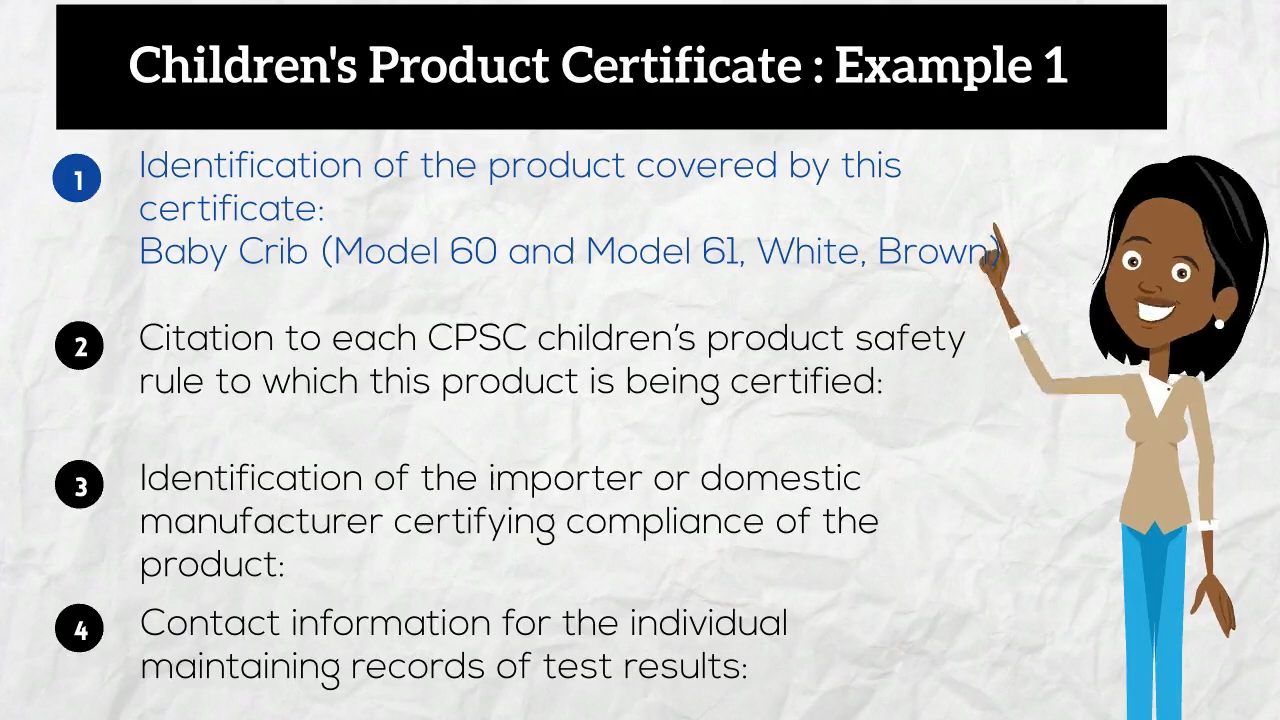 Children's Product Certificate : Example 1
1
Identification of the product covered by this
certificate:
Baby Crib (Model 60 and Model 61, White, Brown)
2
Citation to each CPSC children’s product safety
rule to which this product is being certified:
3
Identification of the importer or domestic
manufacturer certifying compliance of the
product:
4
Contact information for the individual
maintaining records of test results: